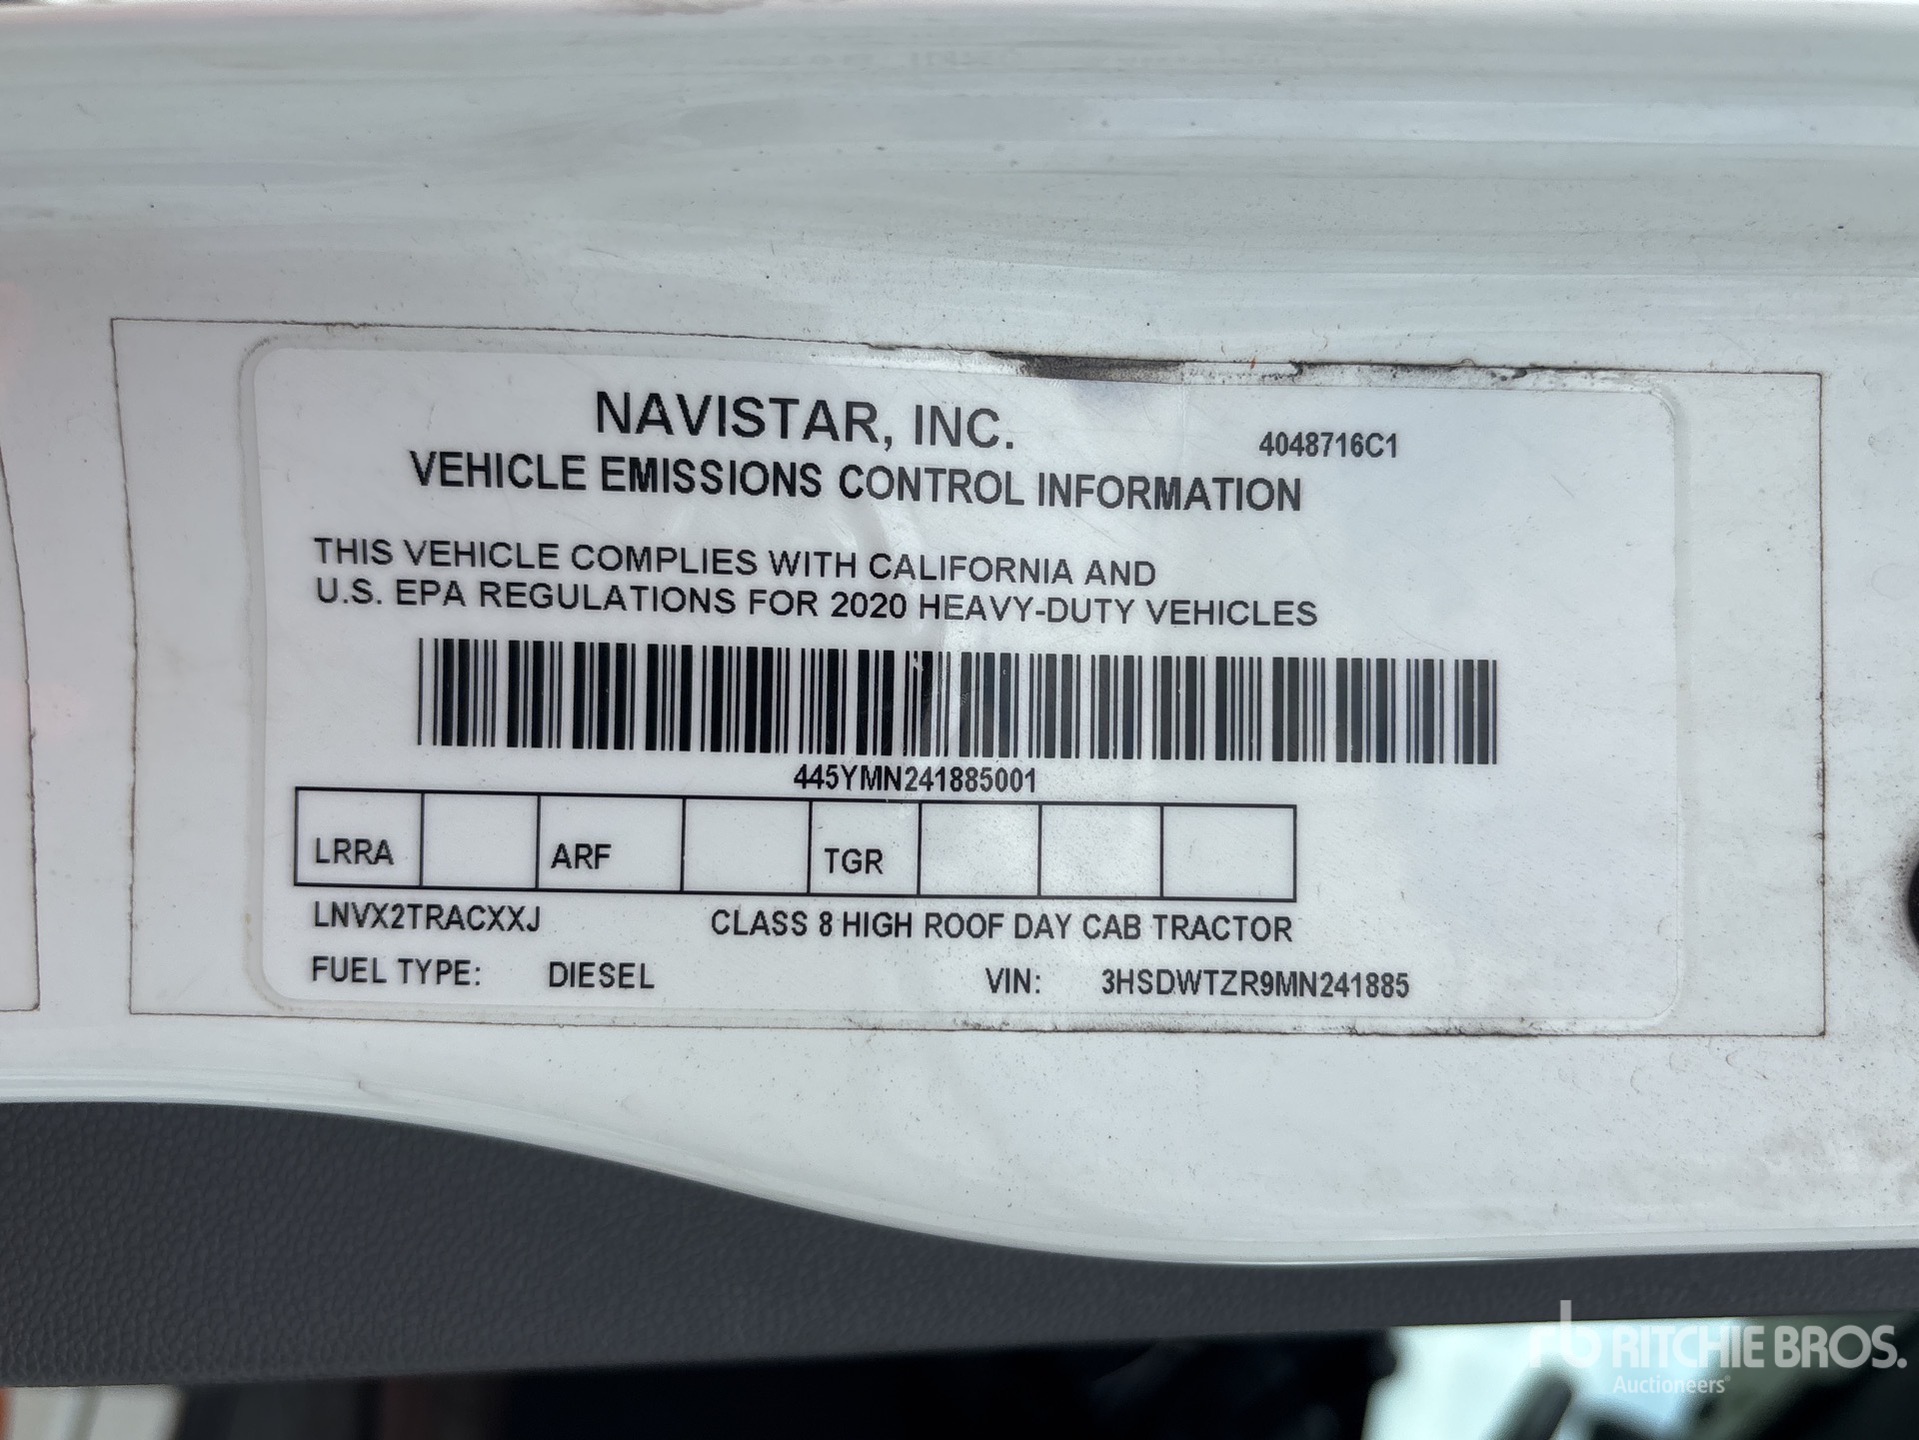 NAVISTAR, INC.
4048716C1
VEHICLE EMISSIONS CONTROL INFORMATION
THIS VEHICLE COMPLIES WITH CALIFORNIA AND
U.S. EPA REGULATIONS FOR 2020 HEAVY-DUTY VEHICLES
445YMN241885001
LRRA ARF TGR
LNVX2TRACXXJ CLASS 8 HIGH ROOF DAY CAB TRACTOR
FUEL TYPE: DIESEL VIN: 3HSDWTZR9MN241885
rb RITCHIE BROS.
Auctioneers